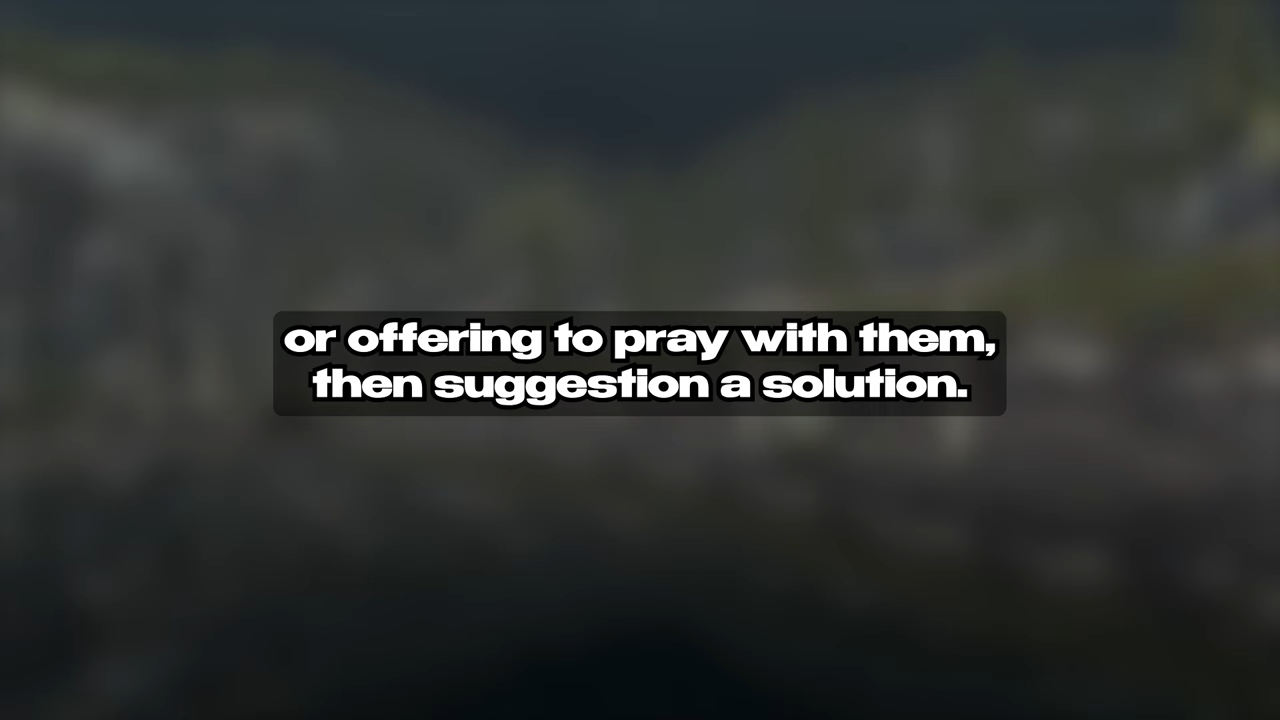 or offering to pray with them,
then suggestion a solution.